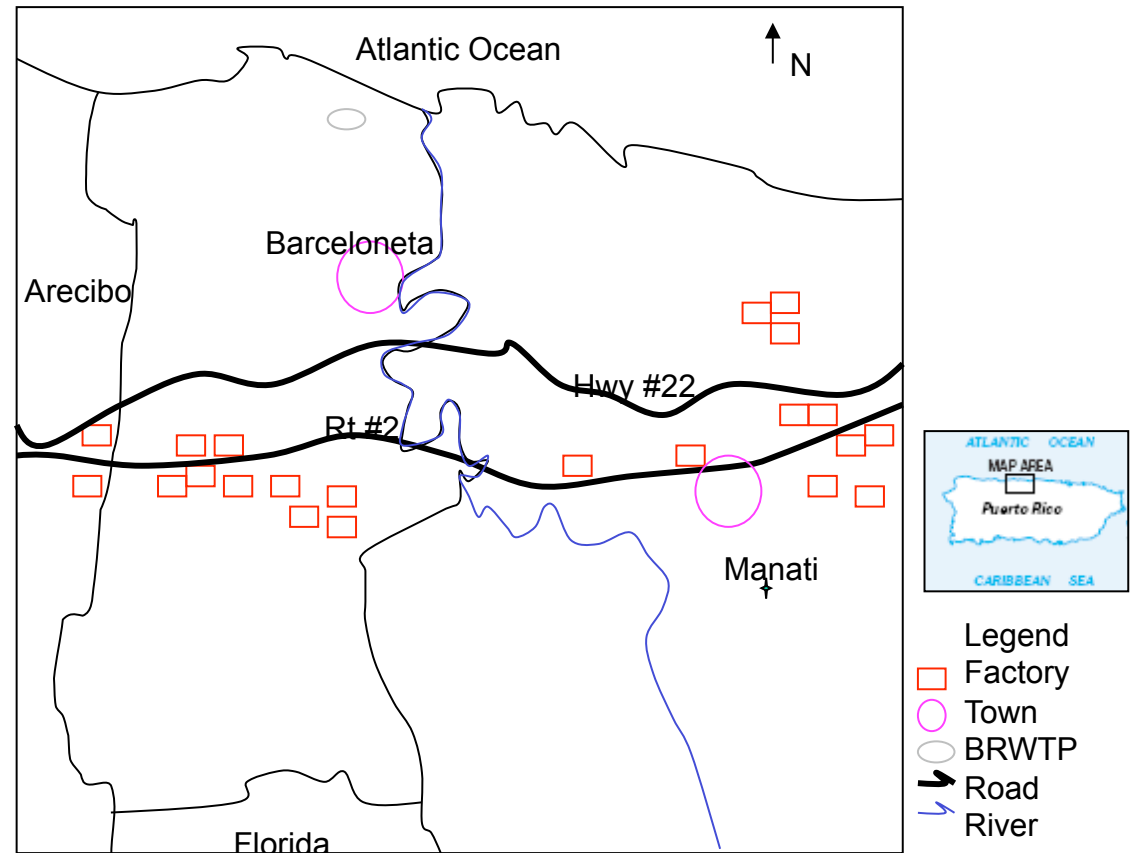 Atlantic Ocean
N
Barceloneta
Arecibo
Hwy #22
Rt #2
Manati
Florida
ATLANTIC OCEAN
MAP AREA
Puerto Rico
CARIBBEAN SEA
Legend
Factory
Town
BRWTP
Road
River